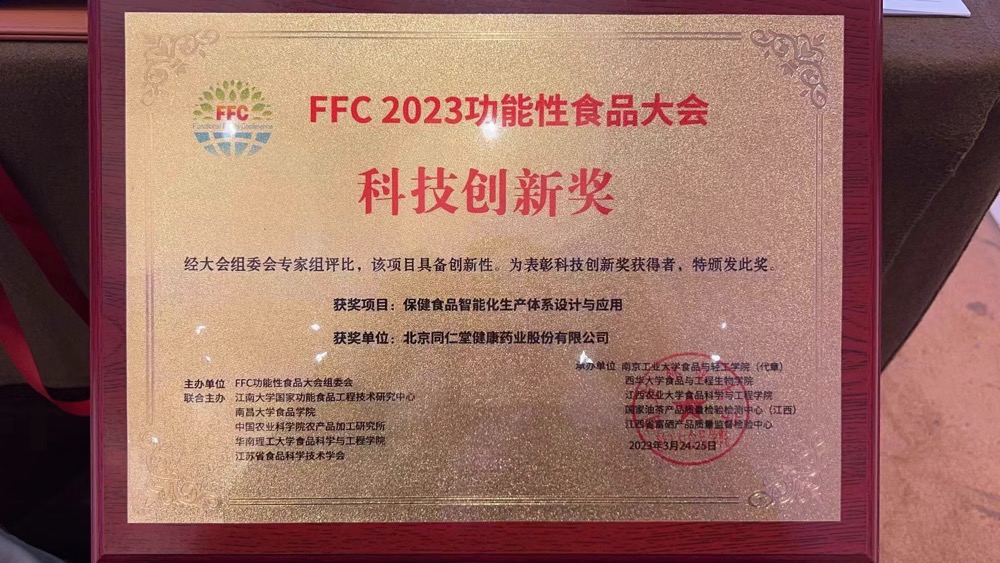 FFC
Functional Food Conference
FFC 2023功能性食品大会
科技创新奖
经大会组委会专家组评比，该项目具备创新性。为表彰科技创新奖获得者，特颁发此奖。
获奖项目：保健食品智能化生产体系设计与应用
获奖单位：北京同仁堂健康药业股份有限公司
主办单位 FFC功能性食品大会组委会
联合主办 江南大学国家功能食品工程技术研究中心
南昌大学食品学院
中国农业科学院农产品加工研究所
华南理工大学食品科学与工程学院
江苏省食品科学技术学会
承办单位 南京工业大学食品与轻工学院（代章）
西华大学食品与工程生物学院
江西农业大学食品科学与工程学院
国家油茶产品质量检验检测中心（江西）
江西省富硒产品质量监督检验中心
2023年3月24-25日